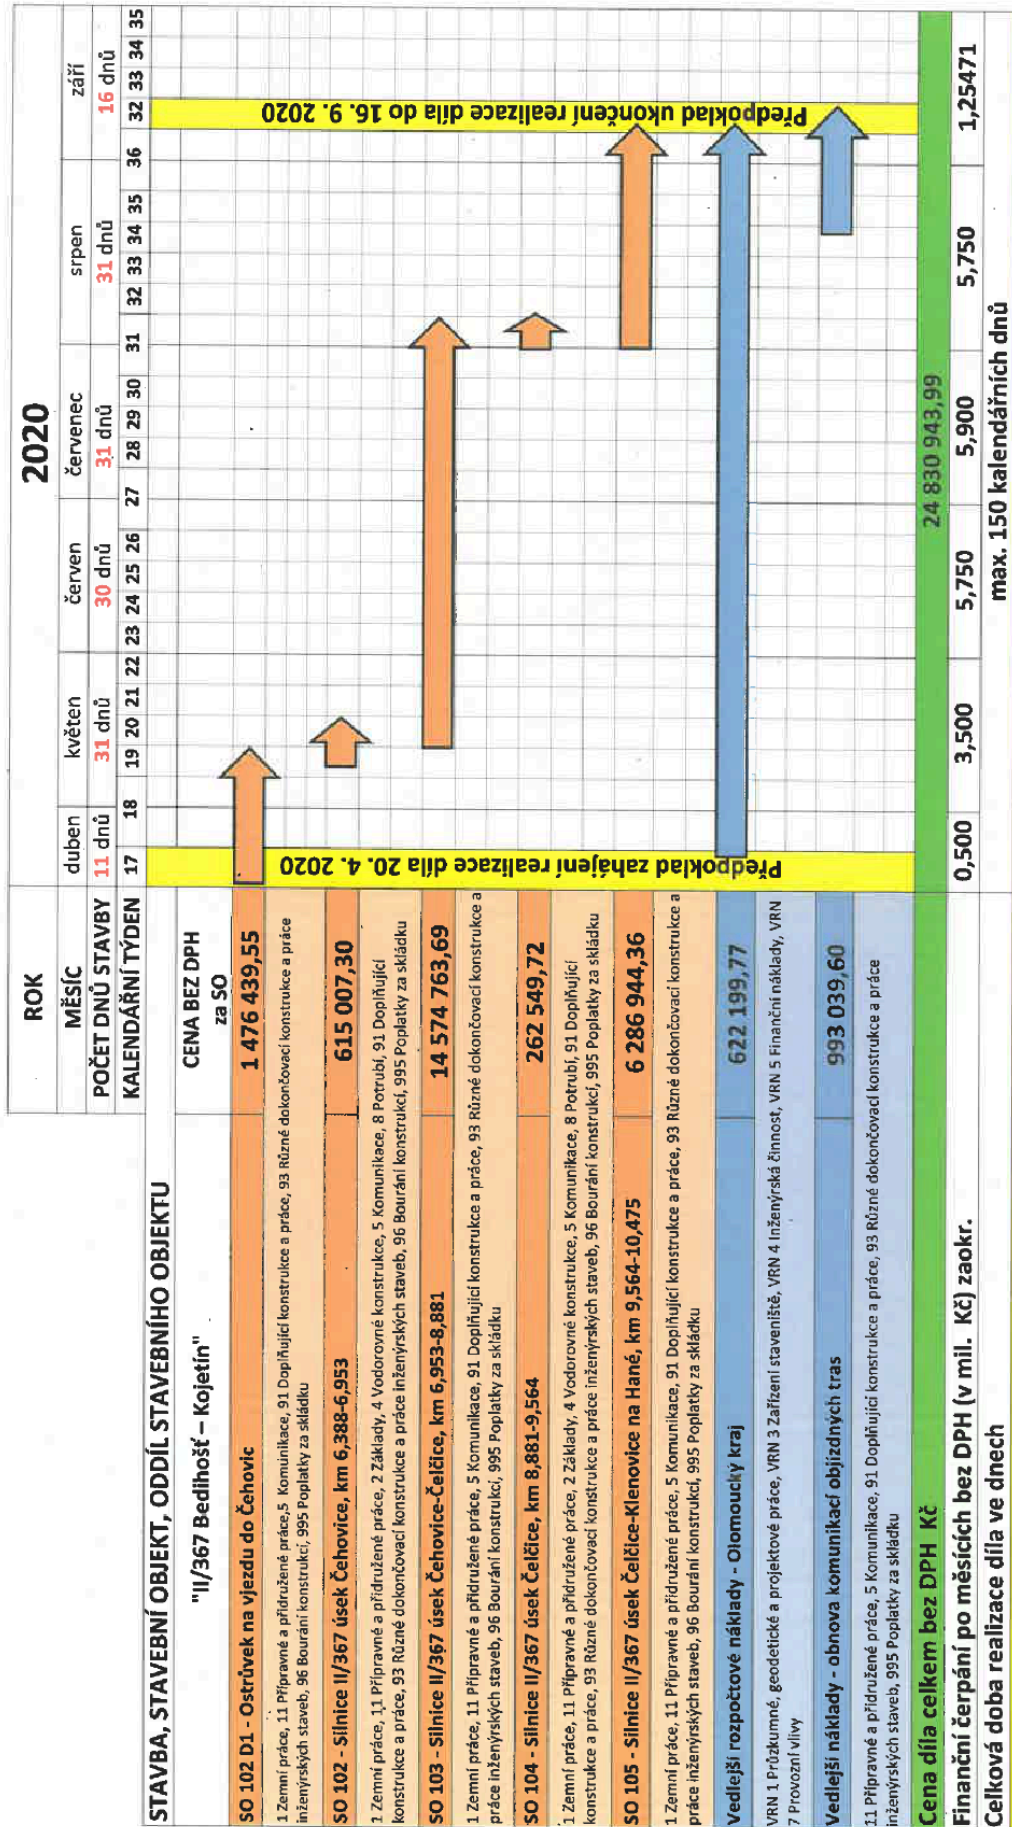 ROK 2020
MĚSÍC duben květen červen červenec srpen září
POČET DNŮ STAVBY 11 dnů 31 dnů 30 dnů 31 dnů 31 dnů 16 dnů
KALENDÁŘNÍ TÝDEN 17 18 19 20 21 22 23 24 25 26 27 28 29 30 31 32 33 34 35 36 32 33 34 35
STAVBA, STAVEBNÍ OBJEKT, ODDÍL STAVEBNÍHO OBJEKTU
"II/367 Bedihošť – Kojetín"
CENA BEZ DPH
za SO
SO 102 D1 - Ostrůvek na vjezdu do Čehovic 1 476 439,55
1 Zemní práce, 11 Přípravné a přidružené práce,5 Komunikace, 91 Doplňující konstrukce a práce, 93 Různé dokončovací konstrukce a práce
inženýrských staveb, 96 Bourání konstrukcí, 995 Poplatky za skládku
SO 102 - Silnice II/367 úsek Čehovice, km 6,388-6,953 615 007,30
1 Zemní práce, 11 Přípravné a přidružené práce, 2 Základy, 4 Vodorovné konstrukce, 5 Komunikace, 8 Potrubí, 91 Doplňující
konstrukce a práce, 93 Různé dokončovací konstrukce a práce inženýrských staveb, 96 Bourání konstrukcí, 995 Poplatky za skládku
SO 103 - Silnice II/367 úsek Čehovice-Čelčice, km 6,953-8,881 14 574 763,69
1 Zemní práce, 11 Přípravné a přidružené práce, 5 Komunikace, 91 Doplňující konstrukce a práce, 93 Různé dokončovací konstrukce a
práce inženýrských staveb, 96 Bourání konstrukcí, 995 Poplatky za skládku
SO 104 - Silnice II/367 úsek Čelčice, km 8,881-9,564 262 549,72
1 Zemní práce, 11 Přípravné a přidružené práce, 2 Základy, 4 Vodorovné konstrukce, 5 Komunikace, 8 Potrubí, 91 Doplňující
konstrukce a práce, 93 Různé dokončovací konstrukce a práce inženýrských staveb, 96 Bourání konstrukcí, 995 Poplatky za skládku
SO 105 - Silnice II/367 úsek Čelčice-Klenovice na Hané, km 9,564-10,475 6 286 944,36
1 Zemní práce, 11 Přípravné a přidružené práce, 5 Komunikace, 91 Doplňující konstrukce a práce, 93 Různé dokončovací konstrukce a
práce inženýrských staveb, 96 Bourání konstrukcí, 995 Poplatky za skládku
Vedlejší rozpočtové náklady - Olomoucký kraj 622 199,77
VRN 1 Průzkumné, geodetické a projektové práce, VRN 3 Zařízení staveniště, VRN 4 Inženýrská činnost, VRN 5 Finanční náklady, VRN
7 Provozní vlivy
Vedlejší náklady - obnova komunikací objízdných tras 993 039,60
11 Přípravné a přidružené práce, 5 Komunikace, 91 Doplňující konstrukce a práce, 93 Různé dokončovací konstrukce a práce
inženýrských staveb, 995 Poplatky za skládku
Předpoklad zahájení realizace díla 20. 4. 2020
Předpoklad ukončení realizace díla do 16. 9. 2020
Cena díla celkem bez DPH Kč 24 830 943,99
Finanční čerpání po měsících bez DPH (v mil. Kč) zaokr. 0,500 3,500 5,750 5,900 5,750 1,25471
Celková doba realizace díla ve dnech max. 150 kalendářních dnů